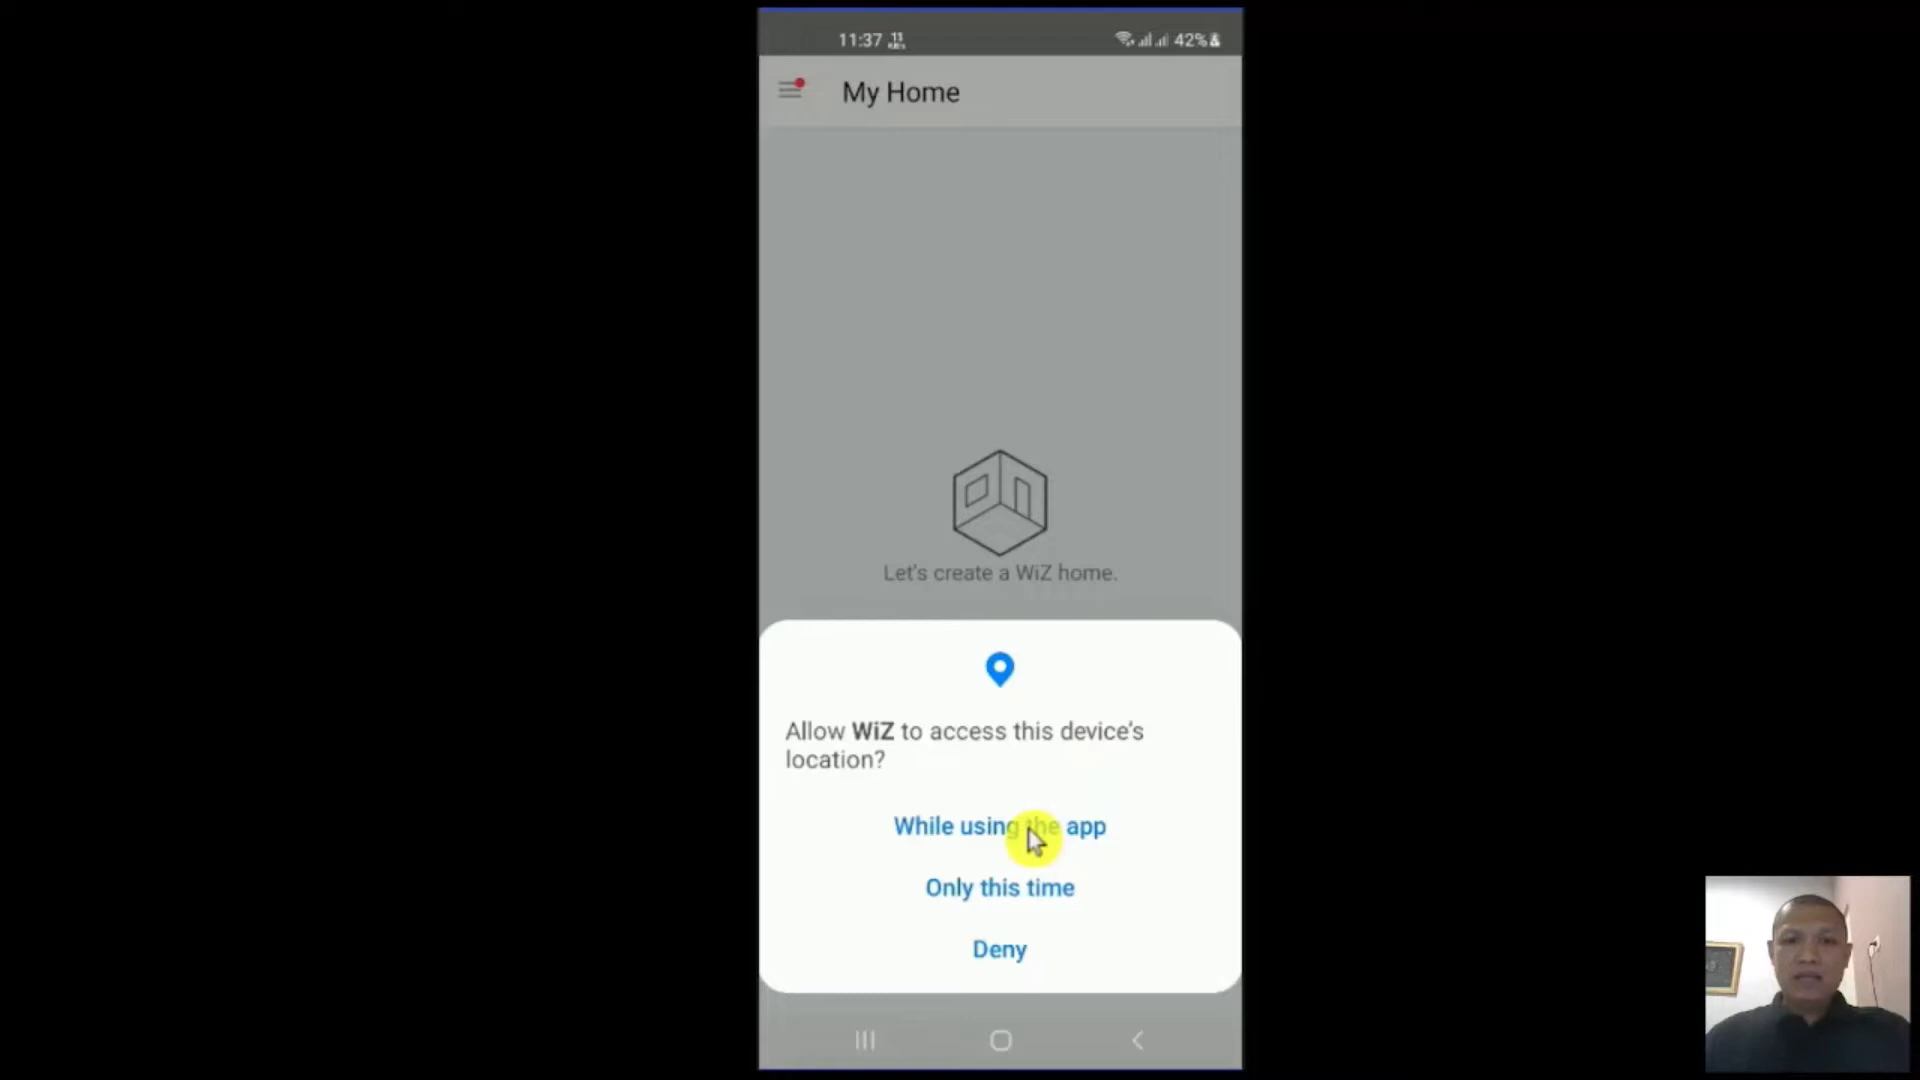 11:37
42%
My Home
Let's create a WiZ home.
Allow WiZ to access this device's
location?
While using the app
Only this time
Deny